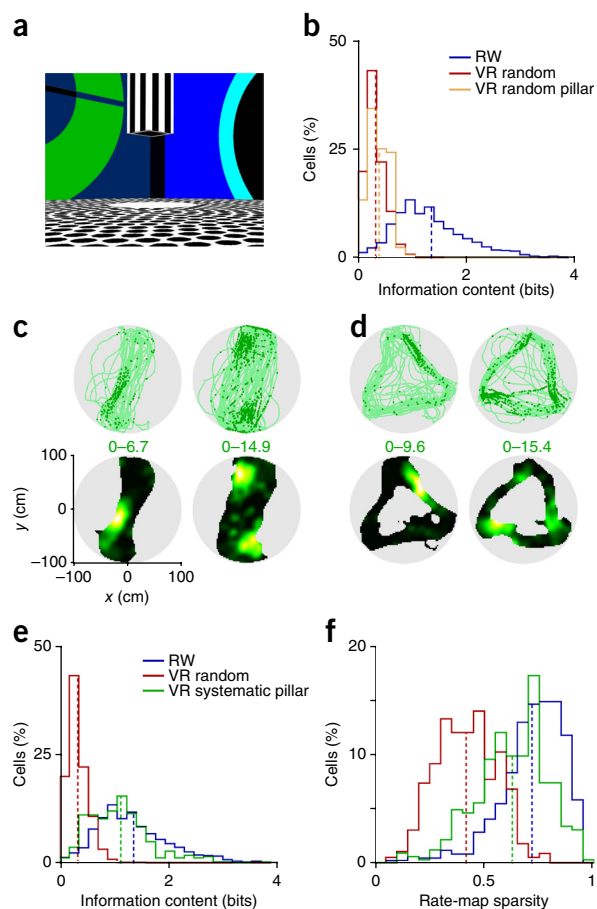 a
b
RW
VR random
VR random pillar
50
25
0
Cells (%)
0
2
4
Information content (bits)
c
d
0–6.7
0–14.9
0–9.6
0–15.4
100
0
–100
y (cm)
–100
0
100
x (cm)
e
RW
VR random
VR systematic pillar
50
25
0
Cells (%)
0
2
4
Information content (bits)
f
20
10
0
Cells (%)
0
0.5
1
Rate-map sparsity